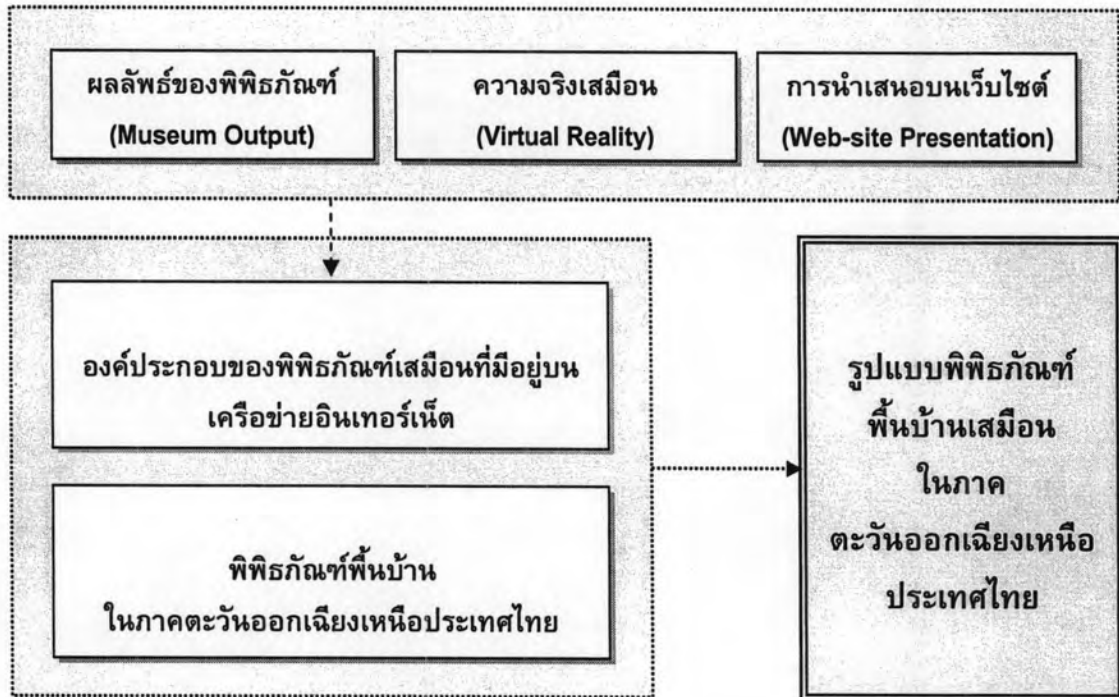 ผลลัพธ์ของพิพิธภัณฑ์
(Museum Output)
ความจริงเสมือน
(Virtual Reality)
การนำเสนอบนเว็บไซต์
(Web-site Presentation)
องค์ประกอบของพิพิธภัณฑ์เสมือนที่มีอยู่บน
เครือข่ายอินเทอร์เน็ต
พิพิธภัณฑ์พื้นบ้าน
ในภาคตะวันออกเฉียงเหนือประเทศไทย
รูปแบบพิพิธภัณฑ์
พื้นบ้านเสมือน
ในภาค
ตะวันออกเฉียงเหนือ
ประเทศไทย